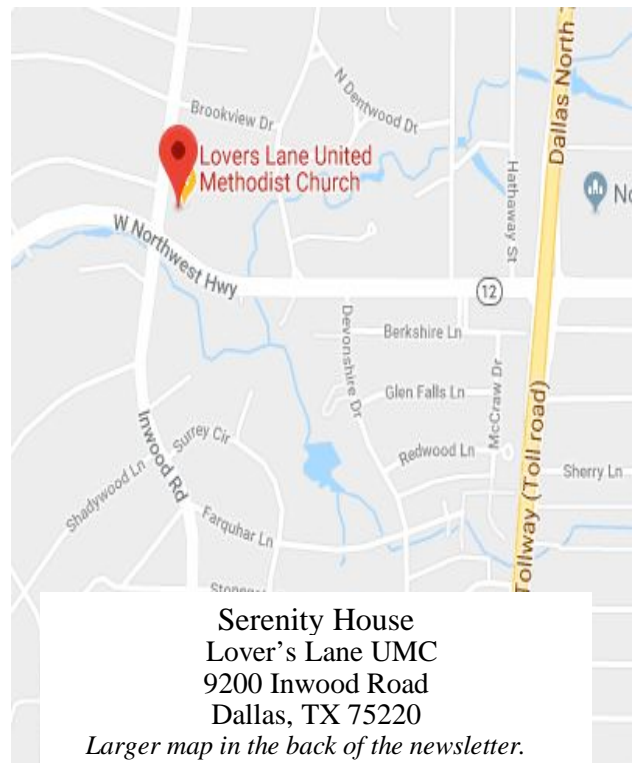 Dallas North
Brookview Dr
N Dentwood Dr
Lovers Lane United
Methodist Church
Hathaway St
W Northwest Hwy
12
Devonshire Dr
Berkshire Ln
McCraw Dr
Glen Falls Ln
Inwood Rd
Surrey Cir
Redwood Ln
Shadywood Ln
Sherry Ln
Farquhar Ln
Tollway (Toll road)
Serenity House
Lover's Lane UMC
9200 Inwood Road
Dallas, TX 75220
Larger map in the back of the newsletter.